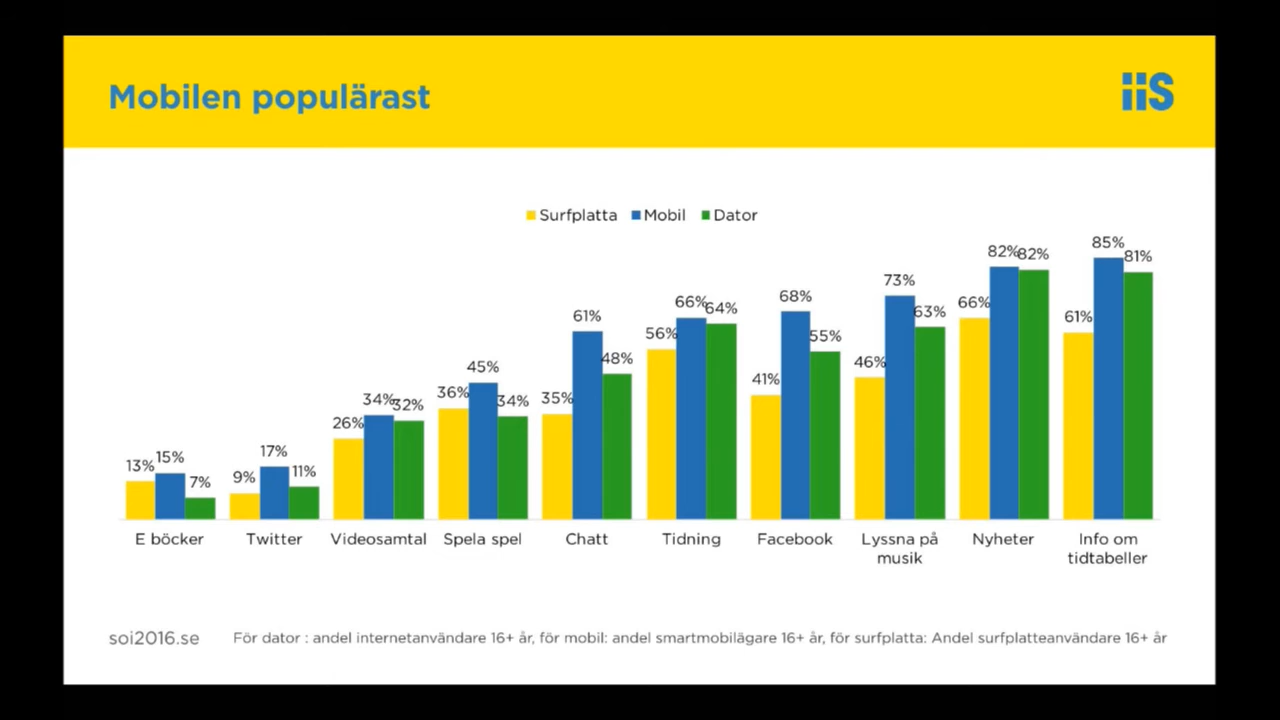 Mobilen populärast
iis
Surfplatta Mobil Dator
13% 15% 7%
9% 17% 11%
26% 34% 32%
36% 45% 34%
35% 61% 48%
56% 66% 64%
41% 68% 55%
46% 73% 63%
66% 82% 82%
61% 85% 81%
E böcker
Twitter
Videosamtal
Spela spel
Chatt
Tidning
Facebook
Lyssna på
musik
Nyheter
Info om
tidtabeller
soi2016.se
För dator : andel internetanvändare 16+ år, för mobil: andel smartmobilägare 16+ år, för surfplatta: Andel surfplatteanvändare 16+ år